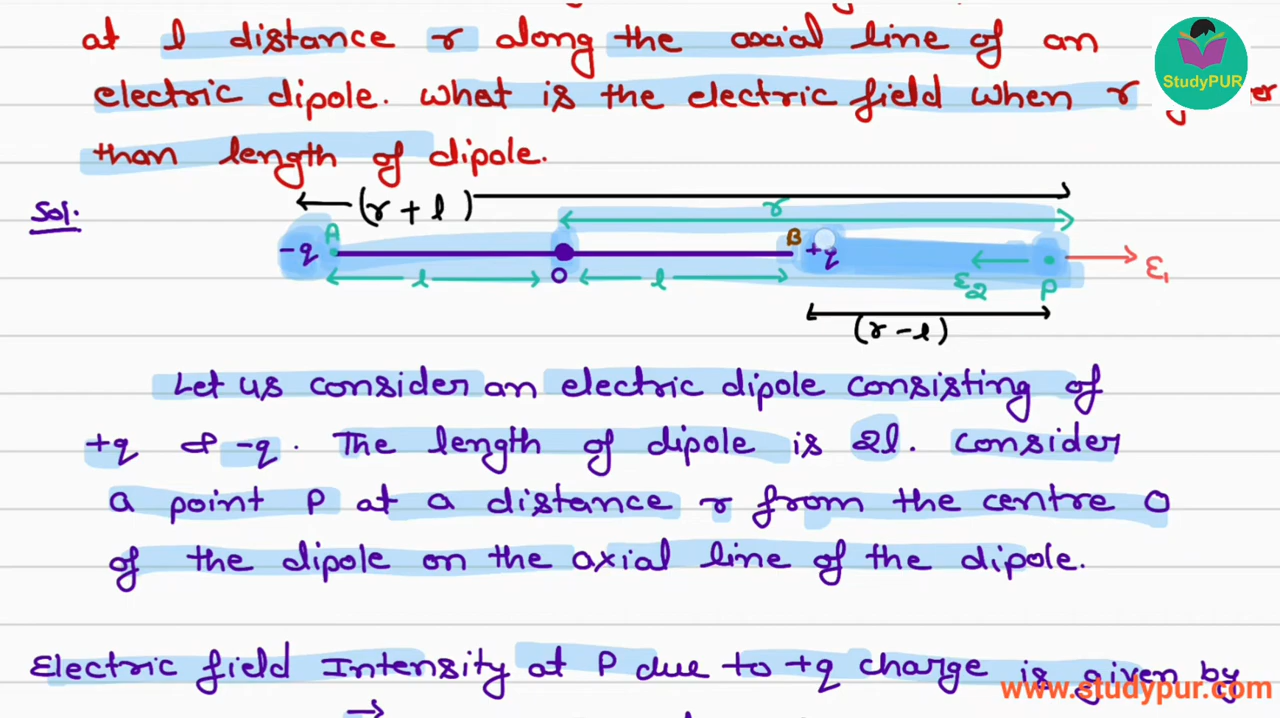 at l distance r along the axial line of an
StudyPUR
electric dipole. What is the electric field when r
than length of dipole.
Sol.
(r + l)
r
-q A B +q
l O l ε2 P ε1
(r-l)
Let us consider an electric dipole consisting of
+q & -q. The length of dipole is 2l. Consider
a point P at a distance r from the centre O
of the dipole on the axial line of the dipole.
Electric field Intensity at P due to +q charge is given by
www.studypur.com